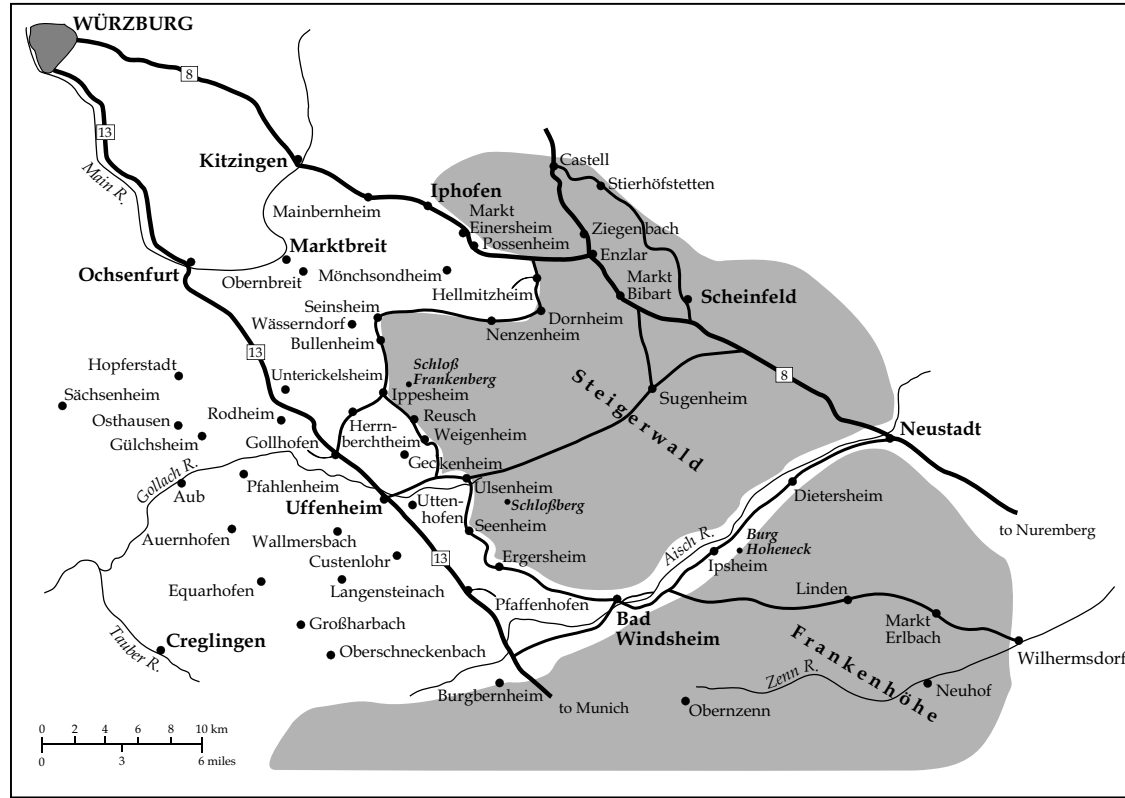 WÜRZBURG
8
13
Main R.
Kitzingen
Castell
Stierhöfstetten
Iphofen
Mainbernheim
Markt
Einersheim
Possenheim
Ziegenbach
Enzlar
Marktbreit
Ochsenfurt
Obernbreit
Mönchsondheim
Hellmitzheim
Markt
Bibart
Scheinfeld
Seinsheim
Wässerndorf
Bullenheim
Dornheim
Nenzenheim
13
Hopferstadt
Unterickelsheim
Schloß
Frankenberg
Steigerwald
8
Sächsenheim
Ippesheim
Sugenheim
Osthausen
Rodheim
Reusch
Herrn-
berchtheim
Weigenheim
Neustadt
Gülchsheim
Gollhofen
Geckenheim
Gollach R.
Aub
Pfahlenheim
Ulsenheim
Dietersheim
Uffenheim
Utten-
hofen
Schloßberg
to Nuremberg
Auernhofen
Wallmersbach
Seenheim
Aisch R.
Burg
Hoheneck
Custenlohr
13
Ergersheim
Ipsheim
Equarhofen
Langensteinach
Pfaffenhofen
Linden
Großharbach
Bad
Windsheim
Markt
Erlbach
Creglingen
Tauber R.
Oberschneckenbach
Frankenhöhe
Wilhermsdorf
Zenn R.
Burgbernheim
Neuhof
to Munich
Obernzenn
0 2 4 6 8 10 km
0 3 6 miles